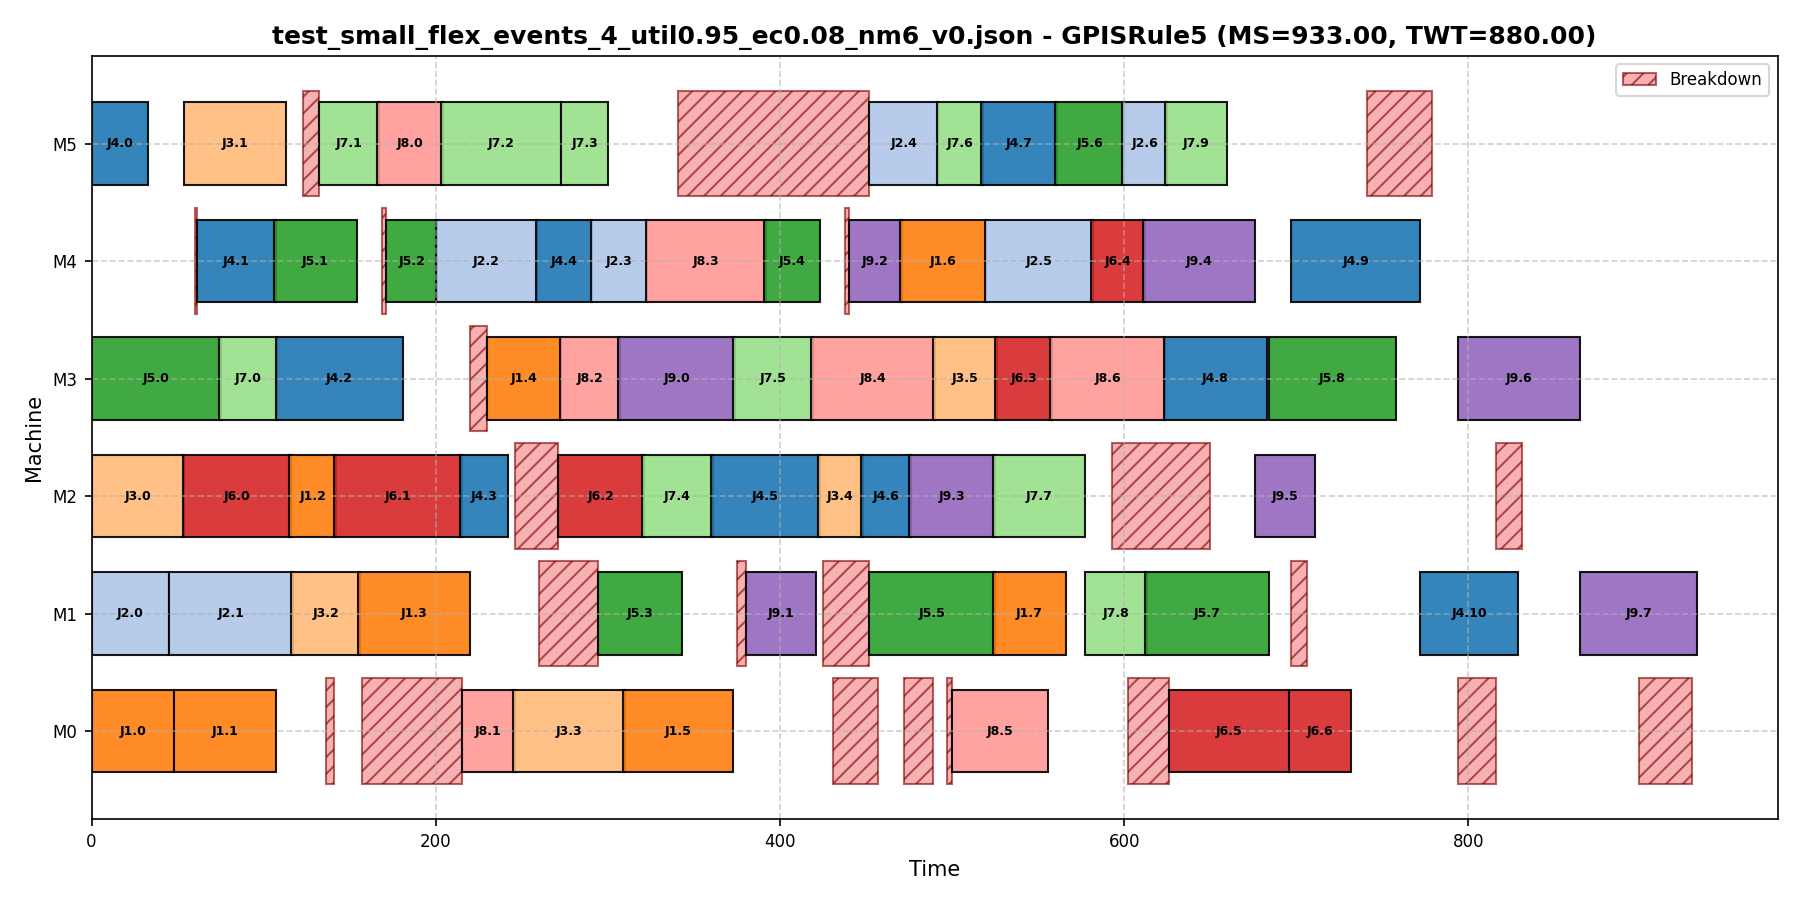 test_small_flex_events_4_util0.95_ec0.08_nm6_v0.json - GPISRule5 (MS=933.00, TWT=880.00)
Breakdown
M5
J4.0 J3.1 J7.1 J8.0 J7.2 J7.3 J2.4 J7.6 J4.7 J5.6 J2.6 J7.9
M4
J4.1 J5.1 J5.2 J2.2 J4.4 J2.3 J8.3 J5.4 J9.2 J1.6 J2.5 J6.4 J9.4 J4.9
M3
J5.0 J7.0 J4.2 J1.4 J8.2 J9.0 J7.5 J8.4 J3.5 J6.3 J8.6 J4.8 J5.8 J9.6
M2
J3.0 J6.0 J1.2 J6.1 J4.3 J6.2 J7.4 J4.5 J3.4 J4.6 J9.3 J7.7 J9.5
M1
J2.0 J2.1 J3.2 J1.3 J5.3 J9.1 J5.5 J1.7 J7.8 J5.7 J4.10 J9.7
M0
J1.0 J1.1 J8.1 J3.3 J1.5 J8.5 J6.5 J6.6
Machine
0 200 400 600 800
Time